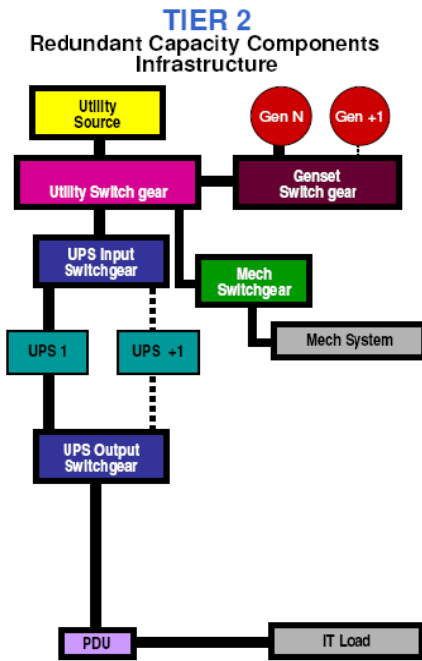 TIER 2
Redundant Capacity Components
Infrastructure
Utility
Source
Gen N
Gen +1
Utility Switch gear
Genset
Switch gear
UPS Input
Switchgear
Mech
Switchgear
UPS 1
UPS +1
Mech System
UPS Output
Switchgear
PDU
IT Load